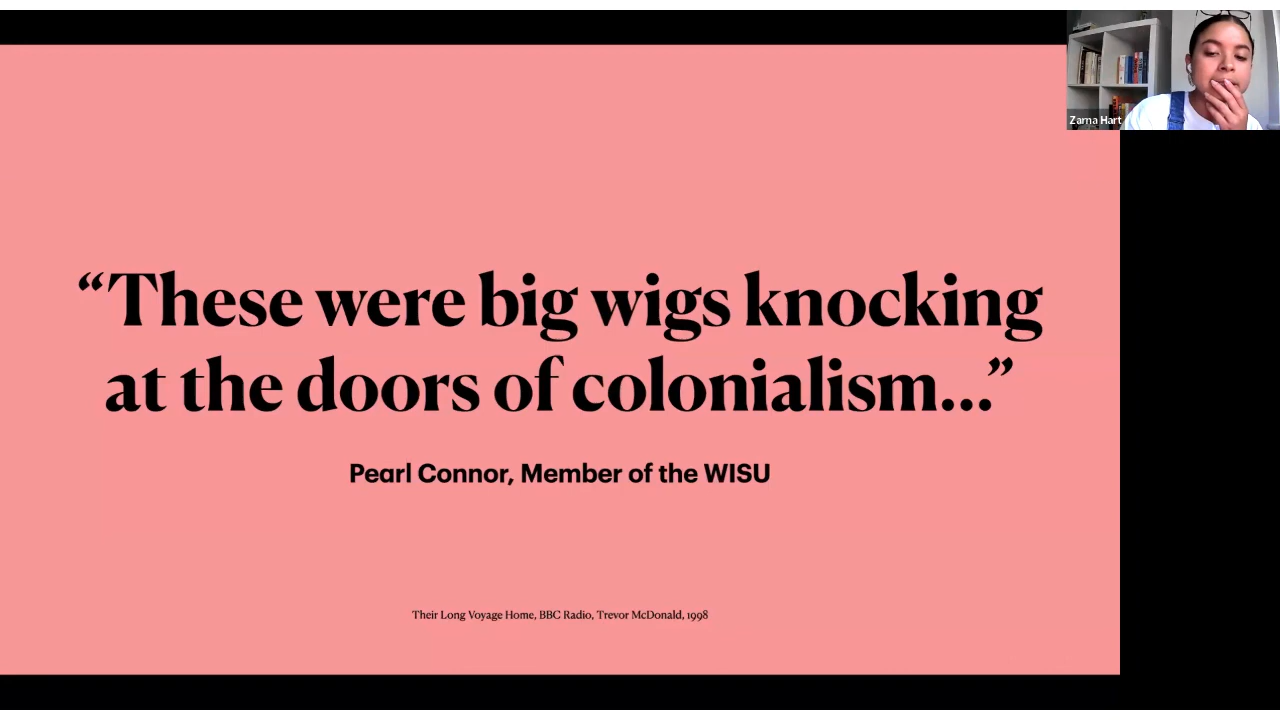 Zarna Hart
“These were big wigs knocking
at the doors of colonialism...”
Pearl Connor, Member of the WISU
Their Long Voyage Home, BBC Radio, Trevor McDonald, 1998